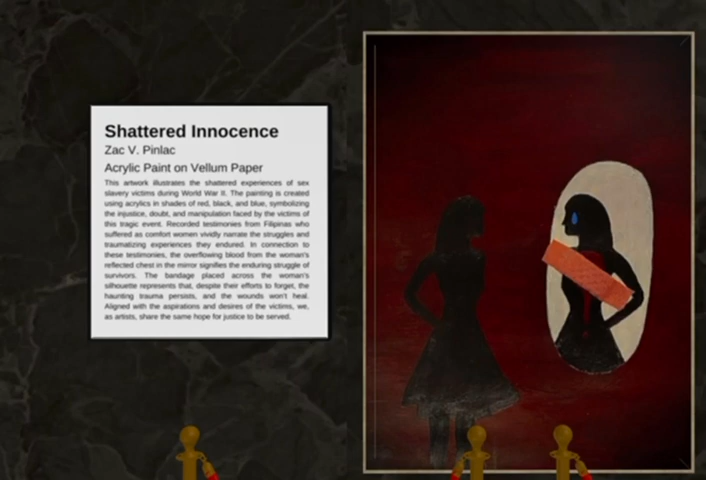 Shattered Innocence
Zac V. Pinlac
Acrylic Paint on Vellum Paper
This artwork illustrates the shattered experiences of sex
slavery victims during World War II. The painting is created
using acrylics in shades of red, black, and blue, symbolizing
the injustice, doubt, and manipulation faced by the victims of
this tragic event. Recorded testimonies from Filipinas who
suffered as comfort women vividly narrate the struggles and
traumatizing experiences they endured. In connection to
these testimonies, the overflowing blood from the woman's
reflected chest in the mirror signifies the enduring struggle of
survivors. The bandage placed across the woman's
silhouette represents that, despite their efforts to forget, the
haunting trauma persists, and the wounds won't heal.
Aligned with the aspirations and desires of the victims, we,
as artists, share the same hope for justice to be served.